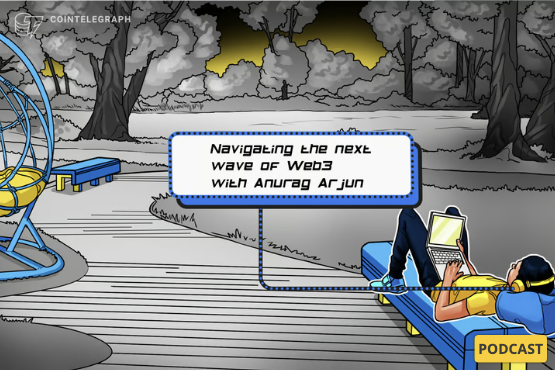 COINTELEGRAPH
Navigating the next
wave of Web3
with Anurag Arjun
PODCAST